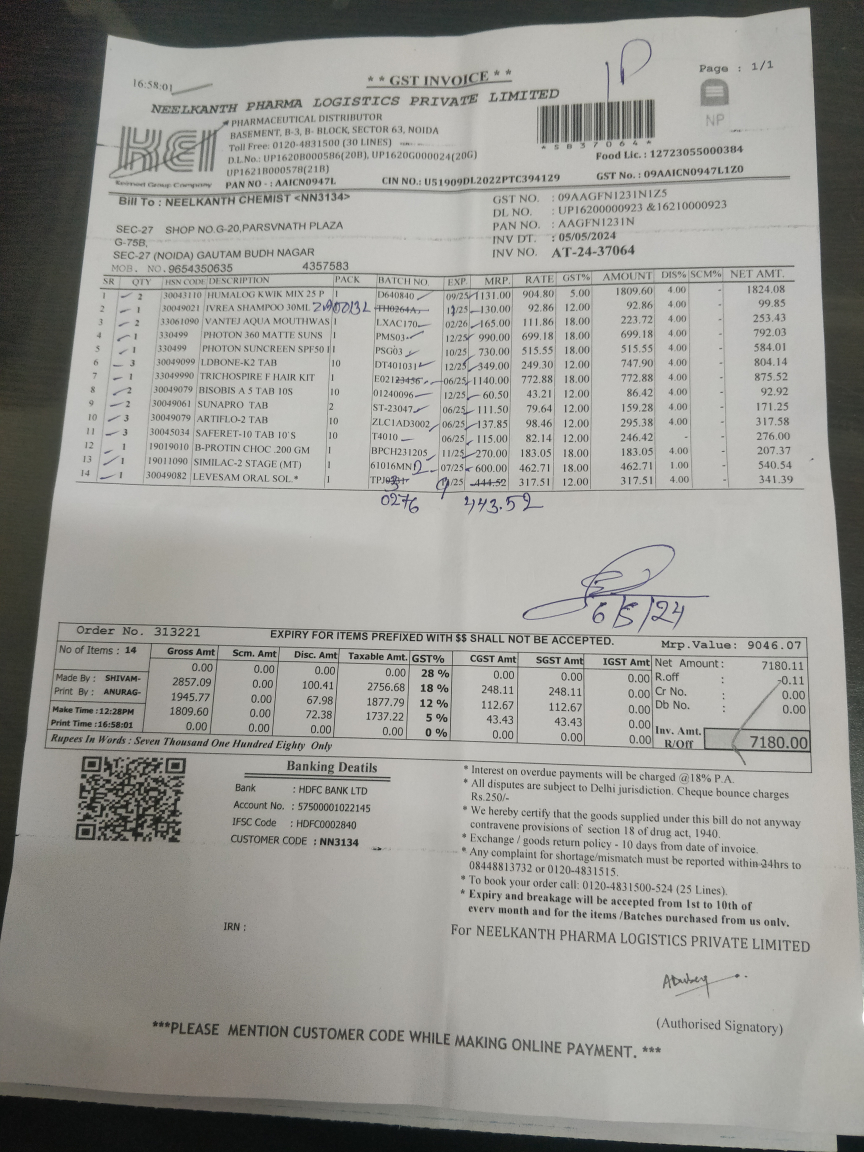 16:58:01
* * GST INVOICE * *
1P
Page : 1/1
NEELKANTH PHARMA LOGISTICS PRIVATE LIMITED
PHARMACEUTICAL DISTRIBUTOR
BASEMENT, B-3, B- BLOCK, SECTOR 63, NOIDA
Toll Free: 0120-4831500 (30 LINES)
D.L.No.: UP1620B000586(20B), UP1620G000024(20G)
UP1621B000578(21B)
PAN NO - : AAICN0947L
CIN NO.: U51909DL2022PTC394129
KEI
Group Company
NP
* 5 B 3 7 0 6 4 *
Food Lic. : 12723055000384
GST No. : 09AAICN0947L1Z0
Bill To : NEELKANTH CHEMIST <NN3134>
SEC-27 SHOP NO.G-20,PARSVNATH PLAZA
G-75B,
SEC-27 (NOIDA) GAUTAM BUDH NAGAR
MOB. NO.9654350635 4357583
GST NO. : 09AAGFN1231N1Z5
DL NO. : UP16200000923 &16210000923
PAN NO. : AAGFN1231N
INV DT. : 05/05/2024
INV NO. AT-24-37064
SR QTY HSN CODE DESCRIPTION PACK BATCH NO. EXP. MRP. RATE GST% AMOUNT DIS% SCM% NET AMT.
1 2 30043110 HUMALOG KWIK MIX 25 P 1 D640840 09/25 1131.00 904.80 5.00 1809.60 4.00 - 1824.08
2 1 30049021 IVREA SHAMPOO 30ML 1 /25 130.00 92.86 12.00 92.86 4.00 - 99.85
3 2 33061090 VANTEJ AQUA MOUTHWAS 1 LXAC170 02/26 165.00 111.86 18.00 223.72 4.00 - 253.43
4 1 330499 PHOTON 360 MATTE SUNS 1 PMS03 12/25 990.00 699.18 18.00 699.18 4.00 - 792.03
5 1 330499 PHOTON SUNCREEN SPF50 1 PSG03 10/25 730.00 515.55 18.00 515.55 4.00 - 584.01
6 3 30049099 LDBONE-K2 TAB 10 DT401031 12/25 349.00 249.30 12.00 747.90 4.00 - 804.14
7 1 33049990 TRICHOSPIRE F HAIR KIT 1 E02123456 06/25 1140.00 772.88 18.00 772.88 4.00 - 875.52
8 2 30049079 BISOBIS A 5 TAB 10S 10 01240096 12/25 60.50 43.21 12.00 86.42 4.00 - 92.92
9 2 30049061 SUNAPRO TAB 2 ST-23047 06/25 111.50 79.64 12.00 159.28 4.00 - 171.25
10 3 30049079 ARTIFLO-2 TAB 10 ZLC1AD3002 06/25 137.85 98.46 12.00 295.38 4.00 - 317.58
11 3 30045034 SAFERET-10 TAB 10'S 10 T4010 06/25 115.00 82.14 12.00 246.42 - - 276.00
12 1 19019010 B-PROTIN CHOC .200 GM 1 BPCH231205 11/25 270.00 183.05 18.00 183.05 4.00 - 207.37
13 1 19011090 SIMILAC-2 STAGE (MT) 1 61016MN 07/25 600.00 462.71 18.00 462.71 1.00 - 540.54
14 1 30049082 LEVESAM ORAL SOL* 1 /25 444.52 317.51 12.00 317.51 4.00 - 341.39
0276 443.52
6/5/24
Order No. 313221 EXPIRY FOR ITEMS PREFIXED WITH $$ SHALL NOT BE ACCEPTED. Mrp.Value: 9046.07
No of Items : 14
Made By : SHIVAM-
Print By : ANURAG-
Make Time :12:28PM
Print Time :16:58:01
Gross Amt Scm. Amt Disc. Amt Taxable Amt. GST% CGST Amt SGST Amt IGST Amt
0.00 0.00 0.00 0.00 28 % 0.00 0.00 0.00
2857.09 0.00 100.41 2756.68 18 % 248.11 248.11 0.00
1945.77 0.00 67.98 1877.79 12 % 112.67 112.67 0.00
1809.60 0.00 72.38 1737.22 5 % 43.43 43.43 0.00
0.00 0.00 0.00 0.00 0 % 0.00 0.00 0.00
Net Amount: 7180.11
R.off : -0.11
Cr No. : 0.00
Db No. : 0.00
Inv. Amt. R/Off 7180.00
Rupees In Words : Seven Thousand One Hundred Eighty Only
Banking Deatils
Bank : HDFC BANK LTD
Account No. : 57500001022145
IFSC Code : HDFC0002840
CUSTOMER CODE : NN3134
* Interest on overdue payments will be charged @18% P.A.
* All disputes are subject to Delhi jurisdiction. Cheque bounce charges
Rs.250/-
* We hereby certify that the goods supplied under this bill do not anyway
contravene provisions of section 18 of drug act, 1940.
* Exchange / goods return policy - 10 days from date of invoice.
* Any complaint for shortage/mismatch must be reported within-24hrs to
08448813732 or 0120-4831515.
* To book your order call: 0120-4831500-524 (25 Lines).
* Expiry and breakage will be accepted from 1st to 10th of
every month and for the items /Batches purchased from us only.
IRN :
For NEELKANTH PHARMA LOGISTICS PRIVATE LIMITED
(Authorised Signatory)
***PLEASE MENTION CUSTOMER CODE WHILE MAKING ONLINE PAYMENT. ***